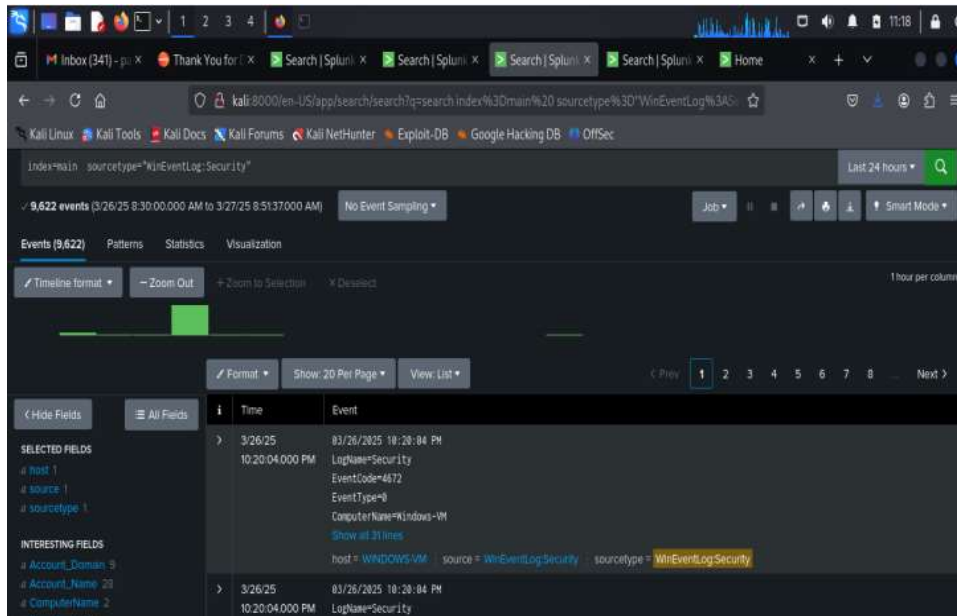 1 2 3 4 11:18
Inbox (341) - Thank You for Search | Splunk Search | Splunk Search | Splunk Search | Splunk Home
kali:8000/en-US/app/search/search?q=search index%3Dmain%20 sourcetype%3D"WinEventLog%3AS
Kali Linux Kali Tools Kali Docs Kali Forums Kali NetHunter Exploit-DB Google Hacking DB OffSec
index=main sourcetype="WinEventLog:Security" Last 24 hours
9,622 events (3/26/25 8:30:00.000 AM to 3/27/25 8:51:37.000 AM) No Event Sampling Job Smart Mode
Events (9,622) Patterns Statistics Visualization
Timeline format − Zoom Out + Zoom to Selection × Deselect 1 hour per column
Format Show: 20 Per Page View: List < Prev 1 2 3 4 5 6 7 8 ... Next >
< Hide Fields All Fields i Time Event
SELECTED FIELDS
a host 1
a source 1
a sourcetype 1
INTERESTING FIELDS
a Account_Domain 9
a Account_Name 28
a ComputerName 2
> 3/26/25 03/26/2025 10:20:04 PM
10:20:04.000 PM LogName=Security
EventCode=4672
EventType=0
ComputerName=Windows-VM
Show all 31 lines
host = WINDOWS-VM source = WinEventLog:Security sourcetype = WinEventLog:Security
> 3/26/25 03/26/2025 10:20:04 PM
10:20:04.000 PM LogName=Security